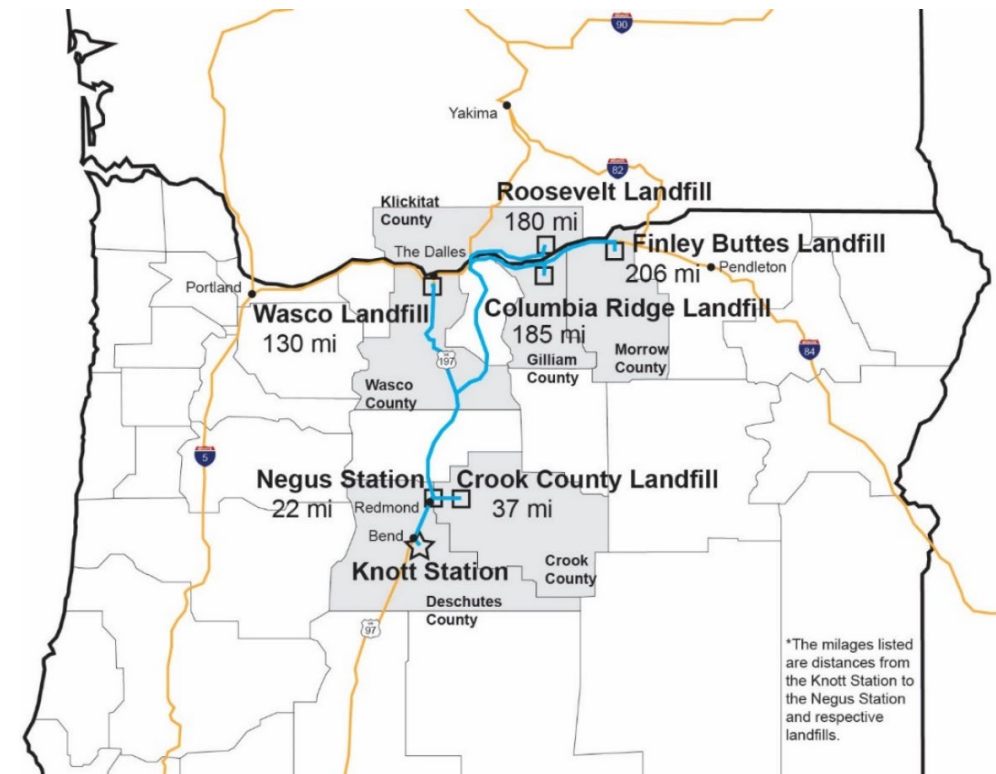 90
Yakima
82
Roosevelt Landfill
180 mi
Klickitat
County
The Dalles
Finley Buttes Landfill
206 mi
Pendleton
Portland
Wasco Landfill
130 mi
Columbia Ridge Landfill
185 mi
Gilliam
County
Morrow
County
84
197
Wasco
County
5
Negus Station
22 mi
Redmond
Crook County Landfill
37 mi
Bend
Knott Station
Crook
County
Deschutes
County
97
*The milages listed
are distances from
the Knott Station to
the Negus Station
and respective
landfills.